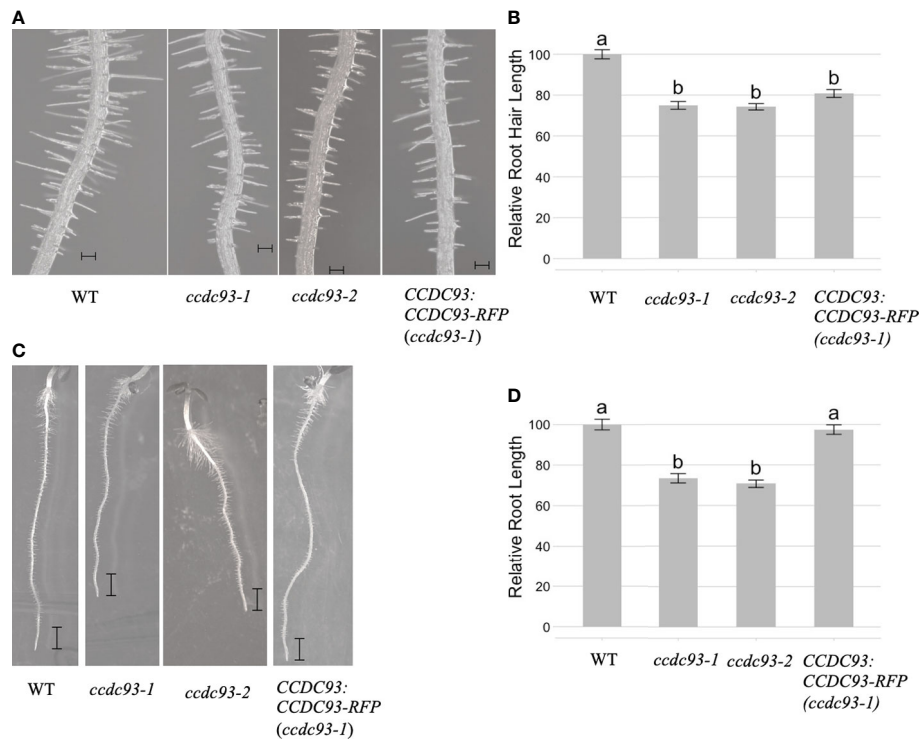 A
WT
ccdc93-1
ccdc93-2
CCDC93:
CCDC93-RFP
(ccdc93-1)
B
Relative Root Hair Length
100
80
60
40
20
0
a
b
b
b
WT
ccdc93-1
ccdc93-2
CCDC93:
CCDC93-RFP
(ccdc93-1)
C
WT
ccdc93-1
ccdc93-2
CCDC93:
CCDC93-RFP
(ccdc93-1)
D
Relative Root Length
100
80
60
40
20
0
a
b
b
a
WT
ccdc93-1
ccdc93-2
CCDC93:
CCDC93-RFP
(ccdc93-1)